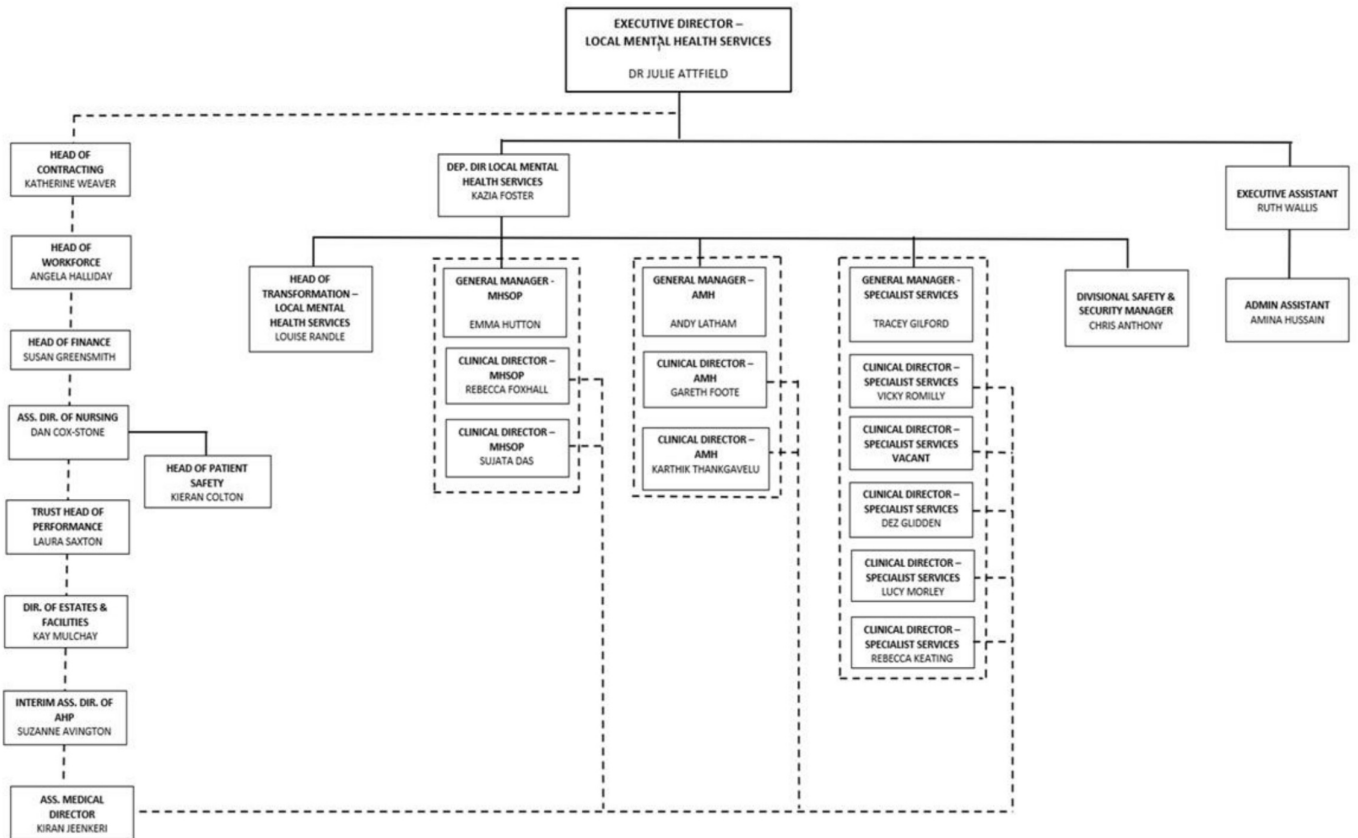 EXECUTIVE DIRECTOR –
LOCAL MENTAL HEALTH SERVICES
DR JULIE ATTFIELD
HEAD OF
CONTRACTING
KATHERINE WEAVER
HEAD OF
WORKFORCE
ANGELA HALLIDAY
HEAD OF FINANCE
SUSAN GREENSMITH
ASS. DIR. OF NURSING
DAN COX-STONE
HEAD OF PATIENT
SAFETY
KIERAN COLTON
TRUST HEAD OF
PERFORMANCE
LAURA SAXTON
DIR. OF ESTATES &
FACILITIES
KAY MULCHAY
INTERIM ASS. DIR. OF
AHP
SUZANNE AVINGTON
ASS. MEDICAL
DIRECTOR
KIRAN JEENKERI
DEP. DIR LOCAL MENTAL
HEALTH SERVICES
KAZIA FOSTER
HEAD OF
TRANSFORMATION –
LOCAL MENTAL
HEALTH SERVICES
LOUISE RANDLE
GENERAL MANAGER -
MHSOP
EMMA HUTTON
CLINICAL DIRECTOR –
MHSOP
REBECCA FOXHALL
CLINICAL DIRECTOR –
MHSOP
SUJATA DAS
GENERAL MANAGER –
AMH
ANDY LATHAM
CLINICAL DIRECTOR –
AMH
GARETH FOOTE
CLINICAL DIRECTOR –
AMH
KARTHIK THANKGAVELU
GENERAL MANAGER -
SPECIALIST SERVICES
TRACEY GILFORD
CLINICAL DIRECTOR –
SPECIALIST SERVICES
VICKY ROMILLY
CLINICAL DIRECTOR –
SPECIALIST SERVICES
VACANT
CLINICAL DIRECTOR –
SPECIALIST SERVICES
DEZ GLIDDEN
CLINICAL DIRECTOR –
SPECIALIST SERVICES
LUCY MORLEY
CLINICAL DIRECTOR –
SPECIALIST SERVICES
REBECCA KEATING
DIVISIONAL SAFETY &
SECURITY MANAGER
CHRIS ANTHONY
EXECUTIVE ASSISTANT
RUTH WALLIS
ADMIN ASSISTANT
AMINA HUSSAIN